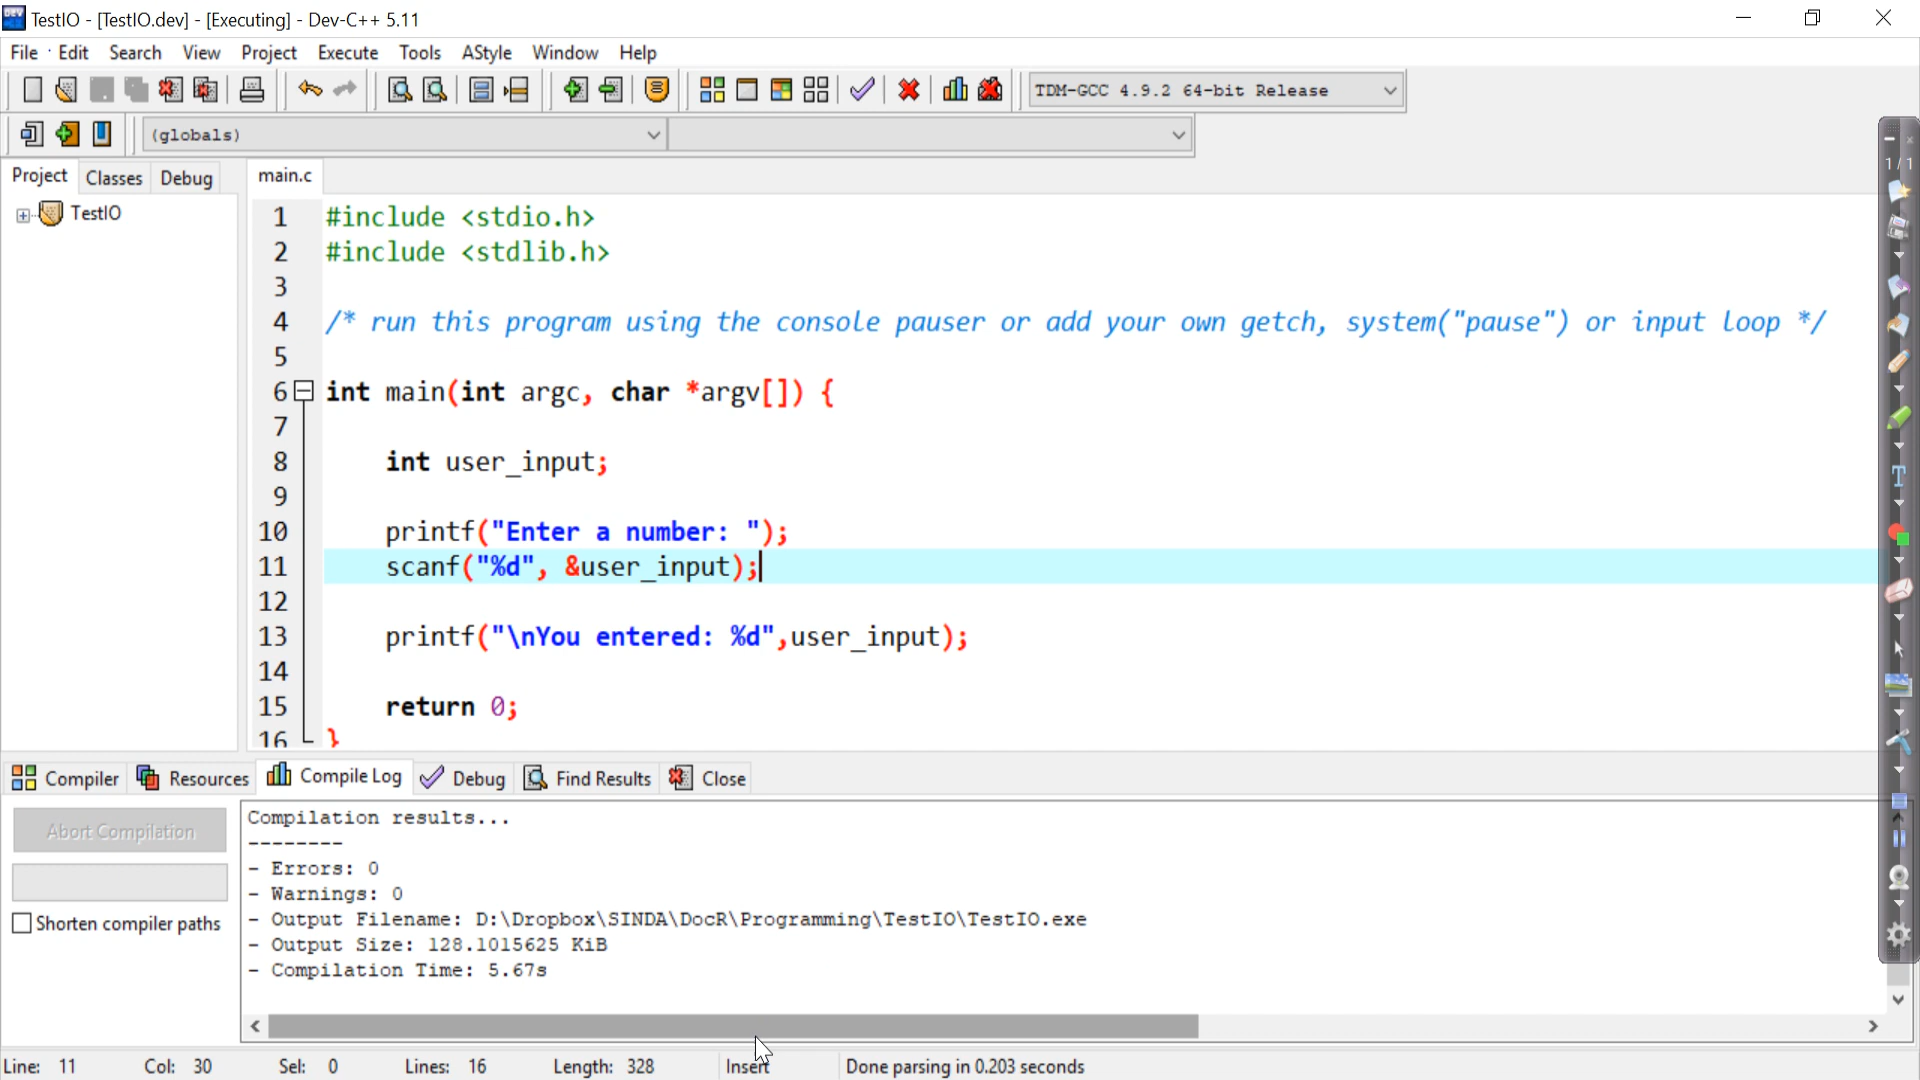 TestIO - [TestIO.dev] - [Executing] - Dev-C++ 5.11
File Edit Search View Project Execute Tools AStyle Window Help
TDM-GCC 4.9.2 64-bit Release
(globals)
Project Classes Debug main.c
1/1
TestIO
1 #include <stdio.h>
2 #include <stdlib.h>
3
4 /* run this program using the console pauser or add your own getch, system("pause") or input loop */
5
6 int main(int argc, char *argv[]) {
7
8 int user_input;
9
10 printf("Enter a number: ");
11 scanf("%d", &user_input);
12
13 printf("\nYou entered: %d",user_input);
14
15 return 0;
16 }
Compiler Resources Compile Log Debug Find Results Close
Abort Compilation
Shorten compiler paths
Compilation results...
--------
- Errors: 0
- Warnings: 0
- Output Filename: D:\Dropbox\SINDA\DocR\Programming\TestIO\TestIO.exe
- Output Size: 128.1015625 KiB
- Compilation Time: 5.67s
Line: 11 Col: 30 Sel: 0 Lines: 16 Length: 328 Insert Done parsing in 0.203 seconds